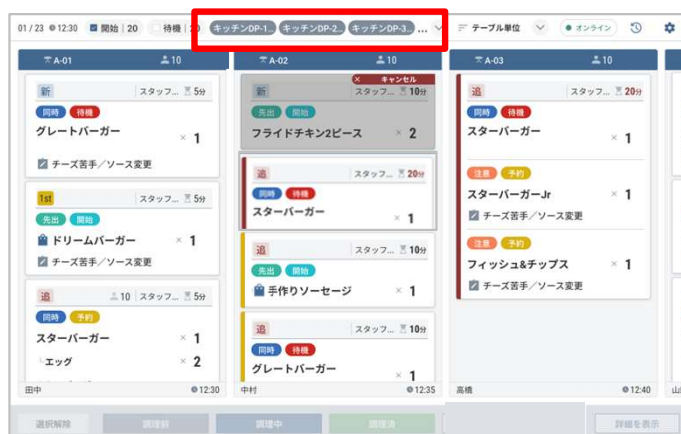 01 / 23 12:30 開始 | 20 待機 | 20 キッチンDP-1... キッチンDP-2... キッチンDP-3... ... テーブル単位 オンライン
A-01 10
新 スタッフ... 5分
同時 待機
グレートバーガー × 1
チーズ苦手／ソース変更
1st スタッフ... 5分
先出 開始
ドリームバーガー × 1
チーズ苦手／ソース変更
追 10 スタッフ... 5分
同時 予約
スターバーガー × 1
エッグ × 2
田中 12:30
A-02 10
× キャンセル
新 スタッフ... 10分
先出 開始
フライドチキン2ピース × 2
追 スタッフ... 20分
同時 待機
スターバーガー × 1
追 スタッフ... 10分
先出 開始
手作りソーセージ × 1
追 スタッフ... 10分
同時 待機
グレートバーガー × 1
中村 12:35
A-03 10
追 スタッフ... 20分
同時 待機
スターバーガー × 1
注意 予約
スターバーガーJr × 1
チーズ苦手／ソース変更
注意 予約
フィッシュ&チップス × 1
チーズ苦手／ソース変更
高橋 12:40
選択解除 調理前 調理中 調理済 詳細を表示